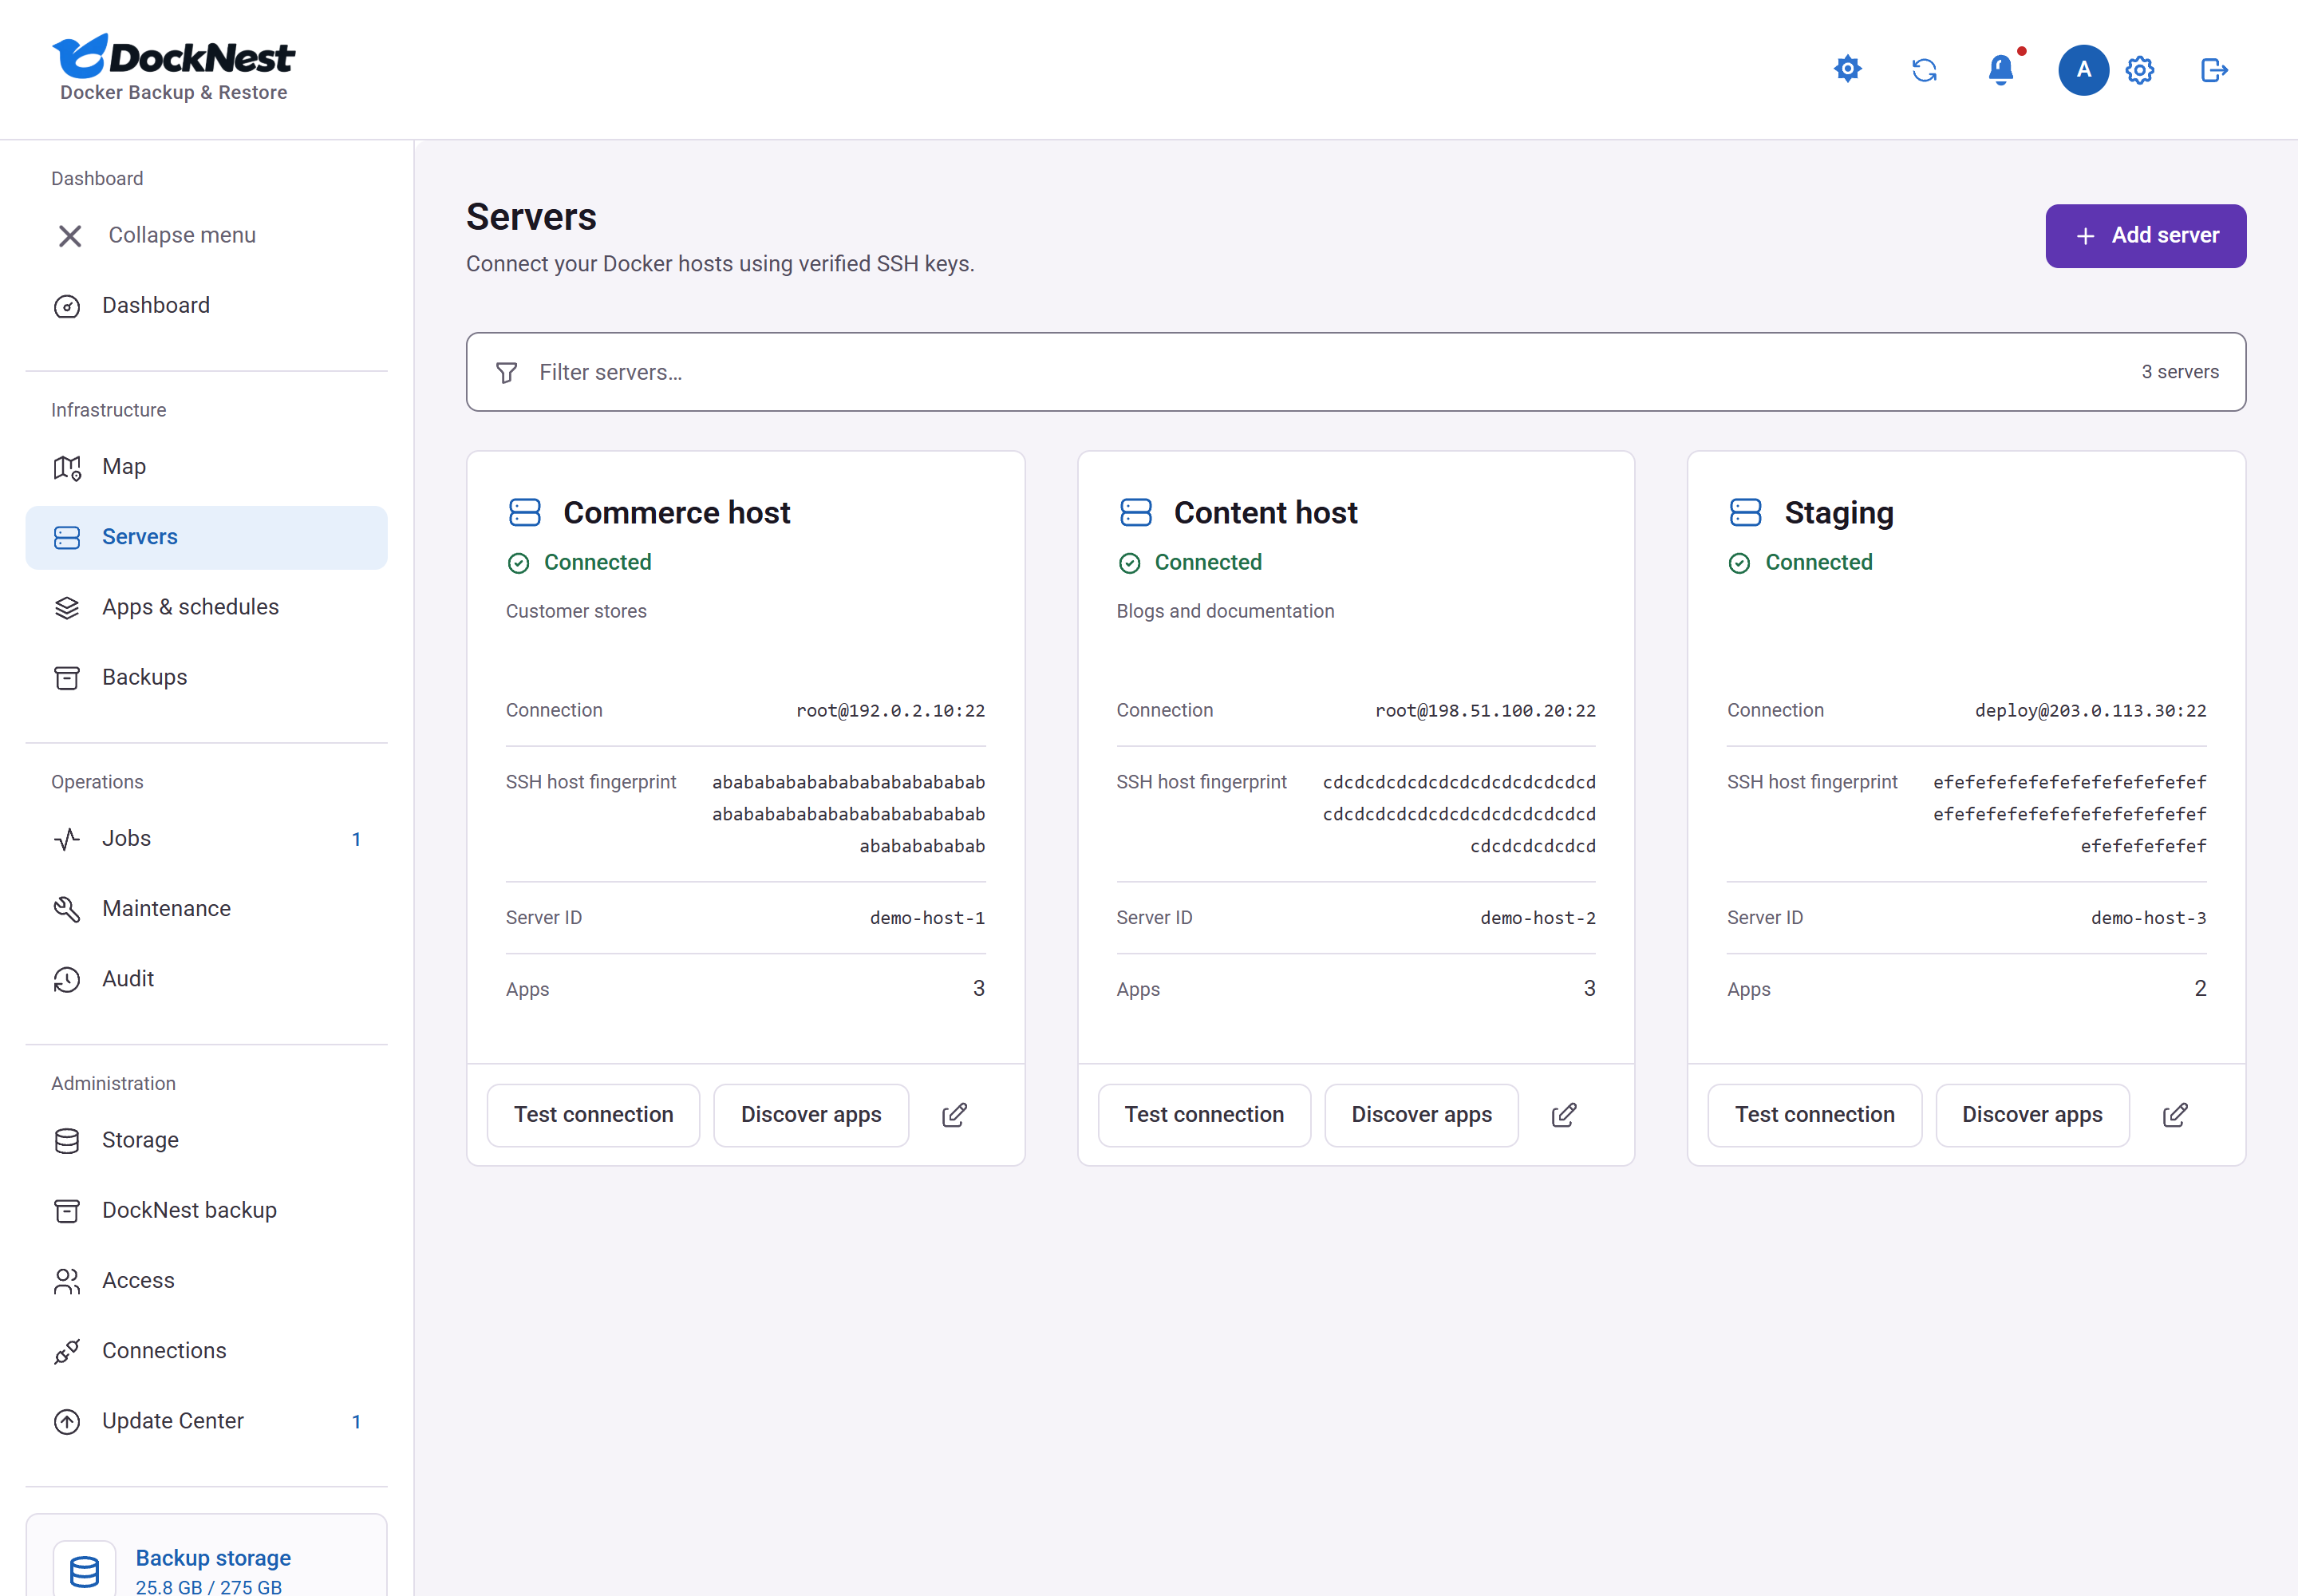 DockNest
Docker Backup & Restore
A
Dashboard
Collapse menu
Dashboard
Infrastructure
Map
Servers
Apps & schedules
Backups
Operations
Jobs 1
Maintenance
Audit
Administration
Storage
DockNest backup
Access
Connections
Update Center 1
Backup storage
25.8 GB / 275 GB
Servers
Connect your Docker hosts using verified SSH keys.
Add server
Filter servers...
3 servers
Commerce host
Connected
Customer stores
Connection root@192.0.2.10:22
SSH host fingerprint ababababababababababababab
ababababababababababababab
abababababab
Server ID demo-host-1
Apps 3
Test connection Discover apps
Content host
Connected
Blogs and documentation
Connection root@198.51.100.20:22
SSH host fingerprint cdcdcdcdcdcdcdcdcdcdcdcdcd
cdcdcdcdcdcdcdcdcdcdcdcdcd
cdcdcdcdcdcd
Server ID demo-host-2
Apps 3
Test connection Discover apps
Staging
Connected
Connection deploy@203.0.113.30:22
SSH host fingerprint efefefefefefefefefefefefef
efefefefefefefefefefefefef
efefefefefef
Server ID demo-host-3
Apps 2
Test connection Discover apps